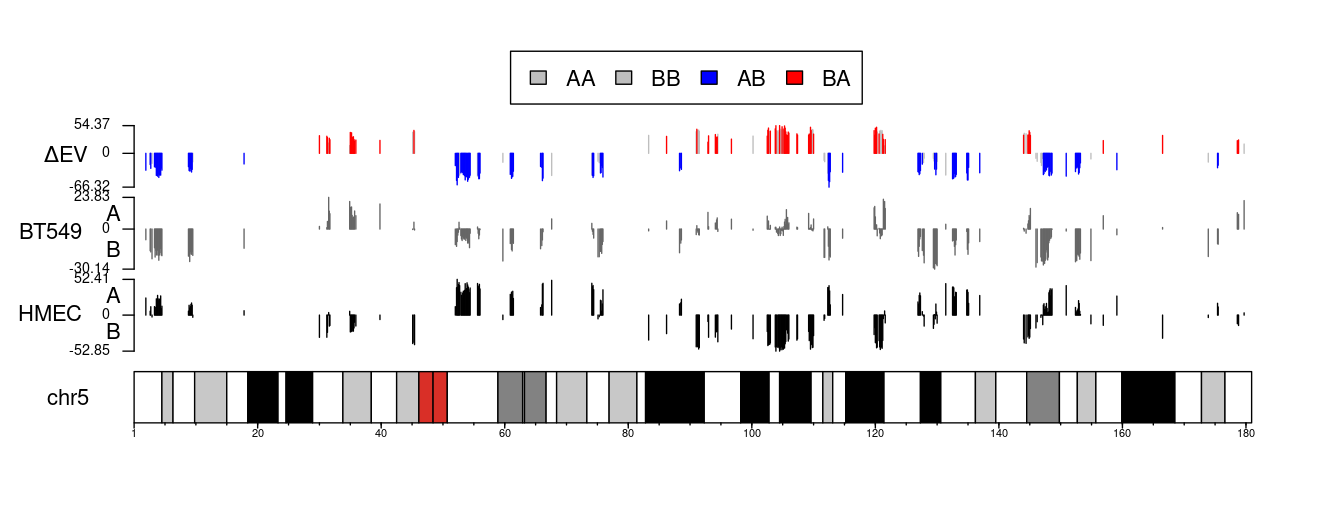 AA BB AB BA
54.37
ΔEV 0
-66.32
23.83
A
BT549 0
B
-30.14
52.41
A
HMEC 0
B
-52.85
chr5
1 20 40 60 80 100 120 140 160 180